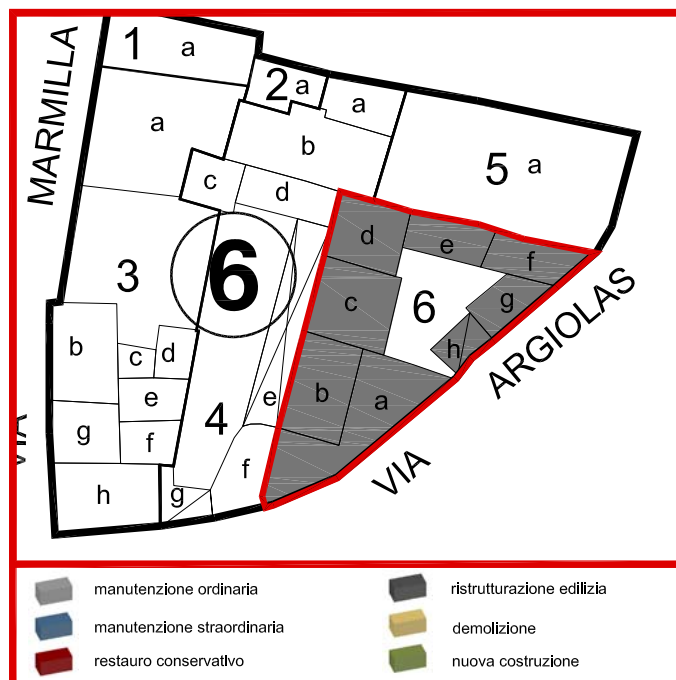 MARMILLA
1 a
2 a
a
a
b
5 a
c
d
3
6
d
e
f
c
6
g
h
b
c
d
e
g
f
4
e
b
a
f
h
g
VIA
VIA
ARGIOLAS
manutenzione ordinaria
manutenzione straordinaria
restauro conservativo
ristrutturazione edilizia
demolizione
nuova costruzione